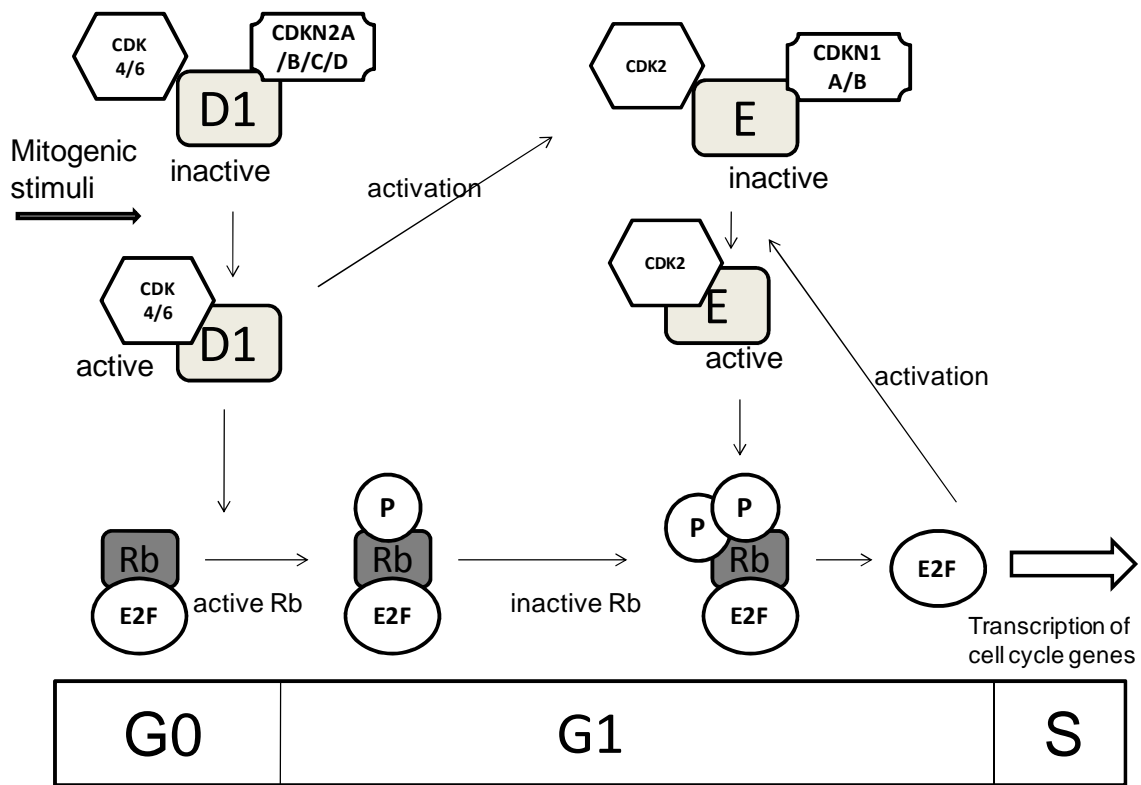 CDK
4/6
CDKN2A
/B/C/D
D1
inactive
Mitogenic
stimuli
activation
CDK2
CDKN1
A/B
E
inactive
CDK
4/6
D1
active
CDK2
E
active
activation
Rb
E2F
active Rb
P
Rb
E2F
inactive Rb
P
P
Rb
E2F
E2F
Transcription of
cell cycle genes
G0
G1
S